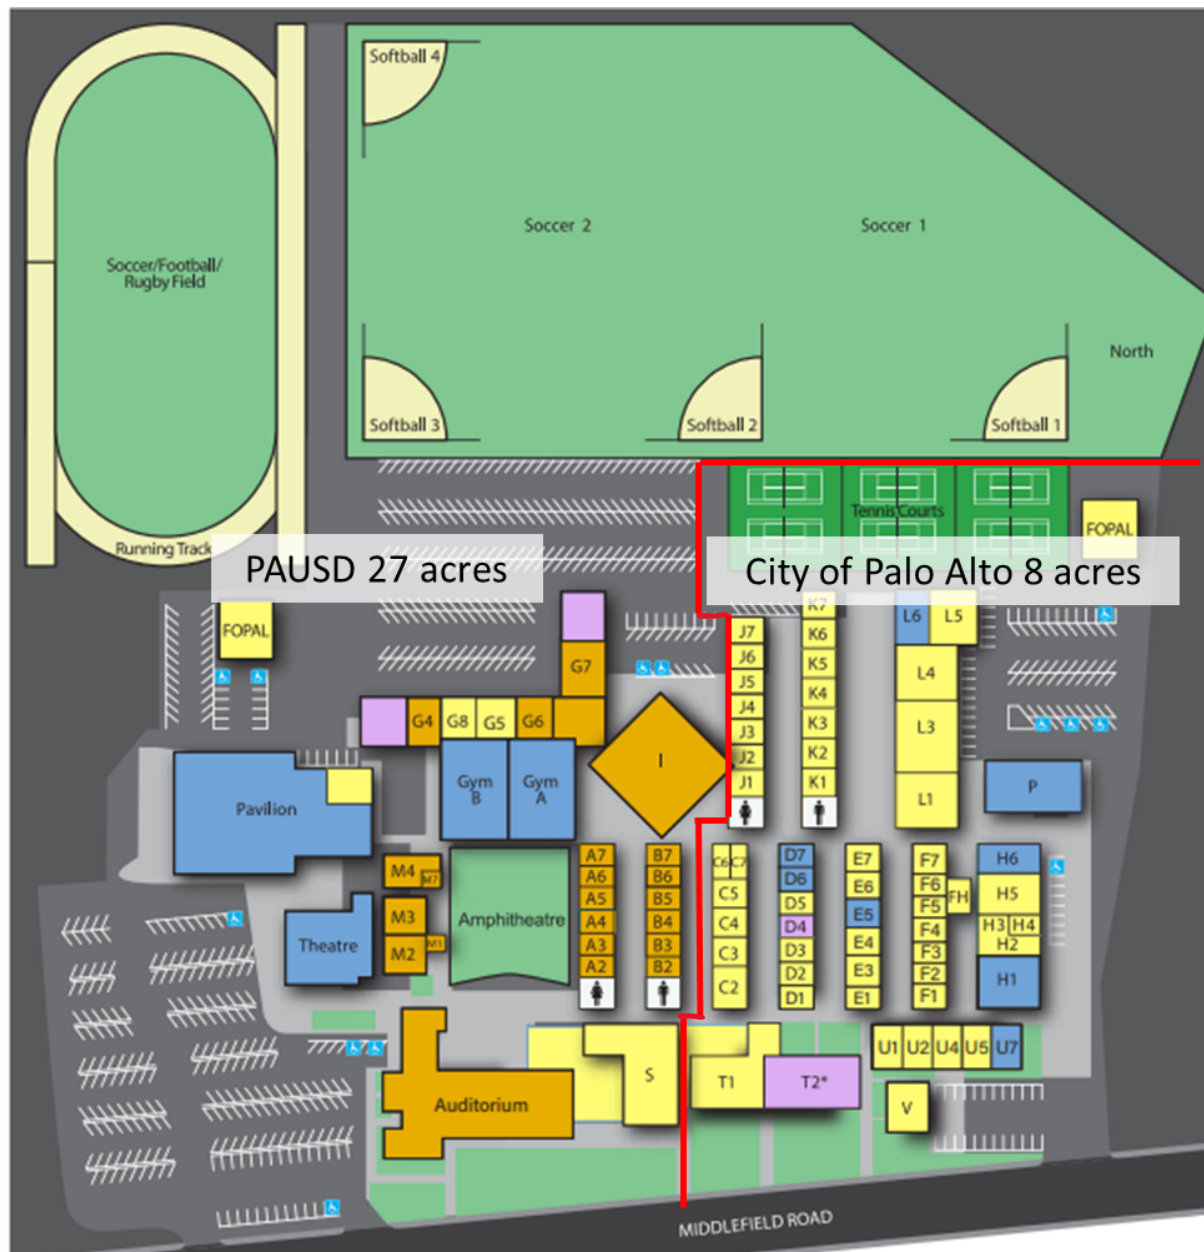 Softball 4
Soccer 2
Soccer 1
Soccer/Football/
Rugby Field
North
Softball 3
Softball 2
Softball 1
Tennis Courts
FOPAL
Running Track
PAUSD 27 acres
City of Palo Alto 8 acres
FOPAL
K7
L6
L5
J7
K6
G7
J6
K5
L4
J5
K4
J4
G4
G8
G5
G6
K3
J3
L3
I
J2
K2
Gym
B
Gym
A
J1
K1
P
L1
Pavilion
A7
B7
C6
C7
D7
E7
F7
H6
M4
M?
A6
B6
D6
E6
F6
FH
H5
A5
B5
C5
D5
F5
M3
Amphitheatre
A4
B4
C4
D4
E5
F4
H3
H4
Theatre
M2
M1
A3
B3
C3
D3
E4
F3
H2
A2
B2
C2
D2
E3
F2
H1
D1
E1
F1
U1
U2
U4
U5
U7
S
T1
T2*
Auditorium
V
MIDDLEFIELD ROAD